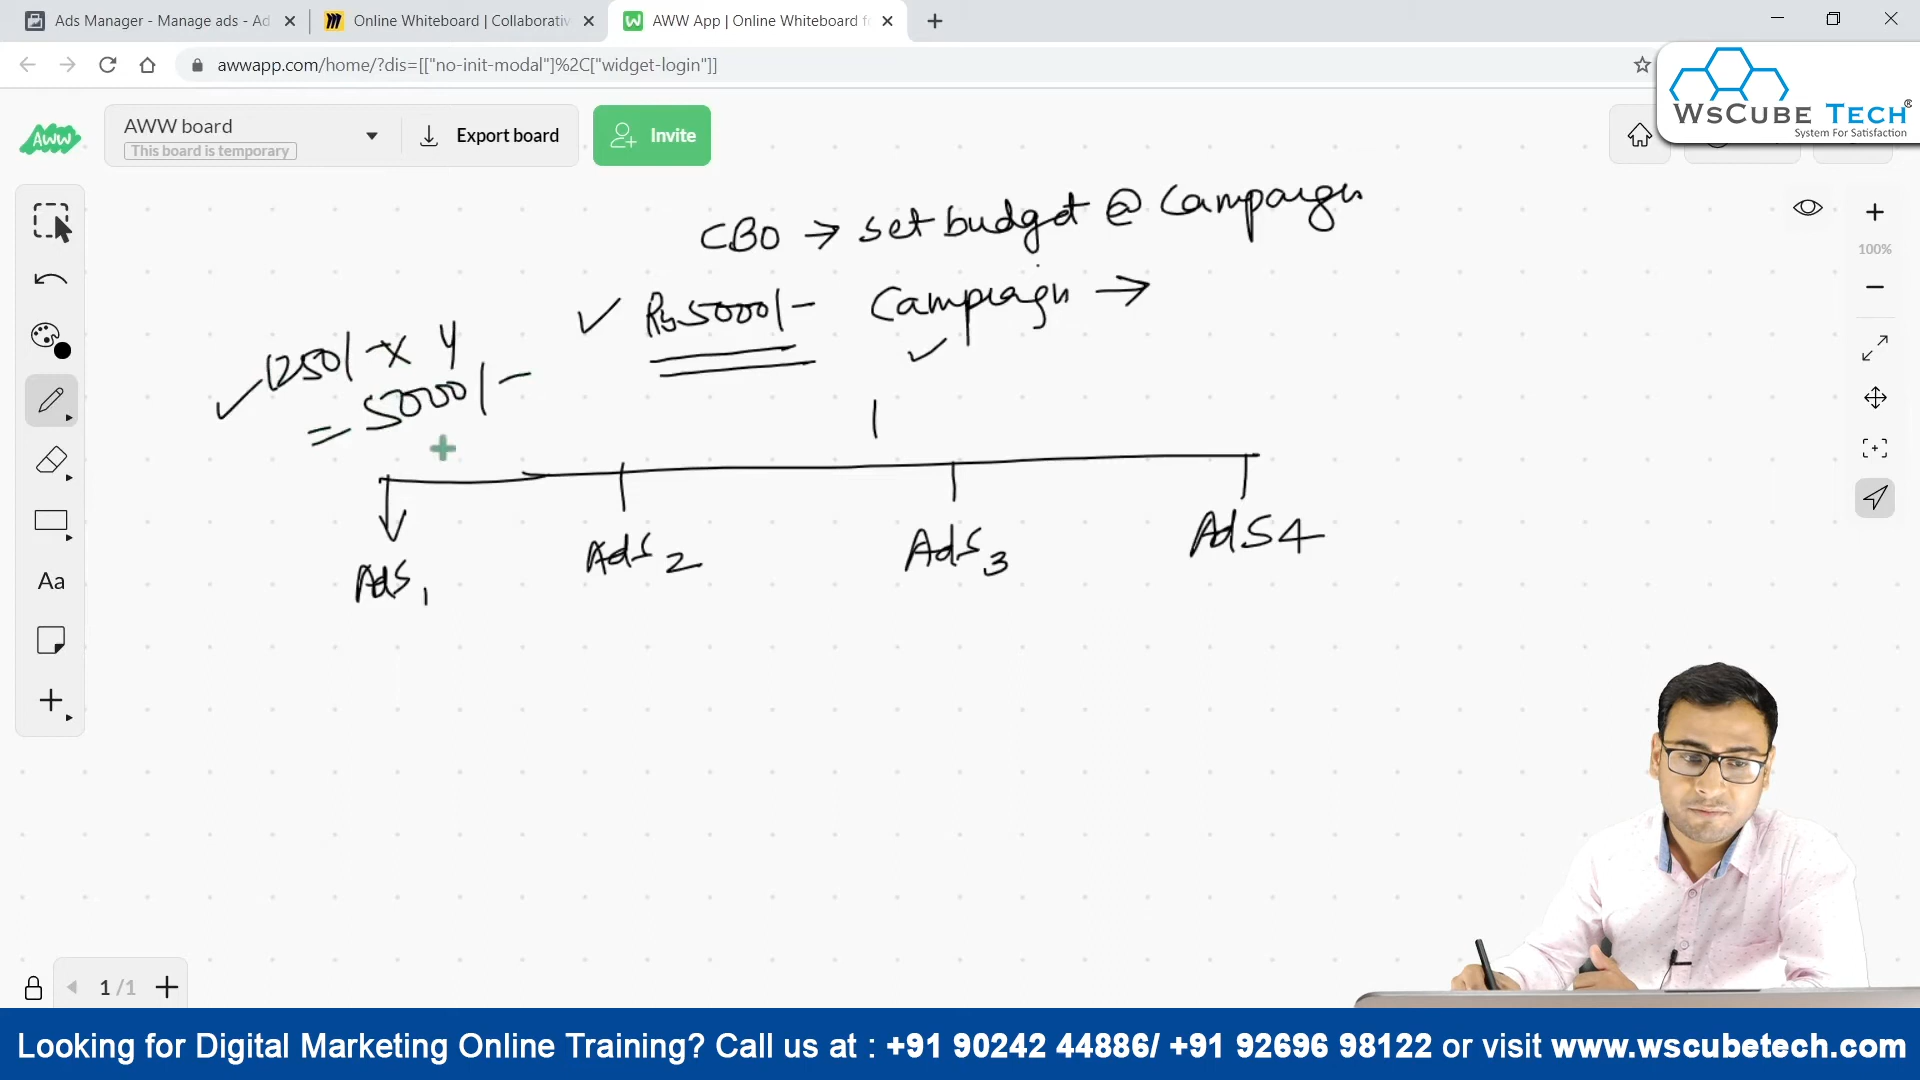 Ads Manager - Manage ads - Ad
Online Whiteboard | Collaborativ
AWW App | Online Whiteboard f
awwapp.com/home/?dis=[["no-init-modal"]%2C["widget-login"]]
WsCube Tech®
System For Satisfaction
AWW
AWW board
This board is temporary
Export board
Invite
100%
CBO → set budget @ Campaign
✓ Rs5000/- Campaign →
✓
✓ 1250/- x 4
= 5000/-
Ads 1
Ads 2
Ads 3
AdS4
Aa
1 /1
Looking for Digital Marketing Online Training? Call us at : +91 90242 44886/ +91 92696 98122 or visit www.wscubetech.com